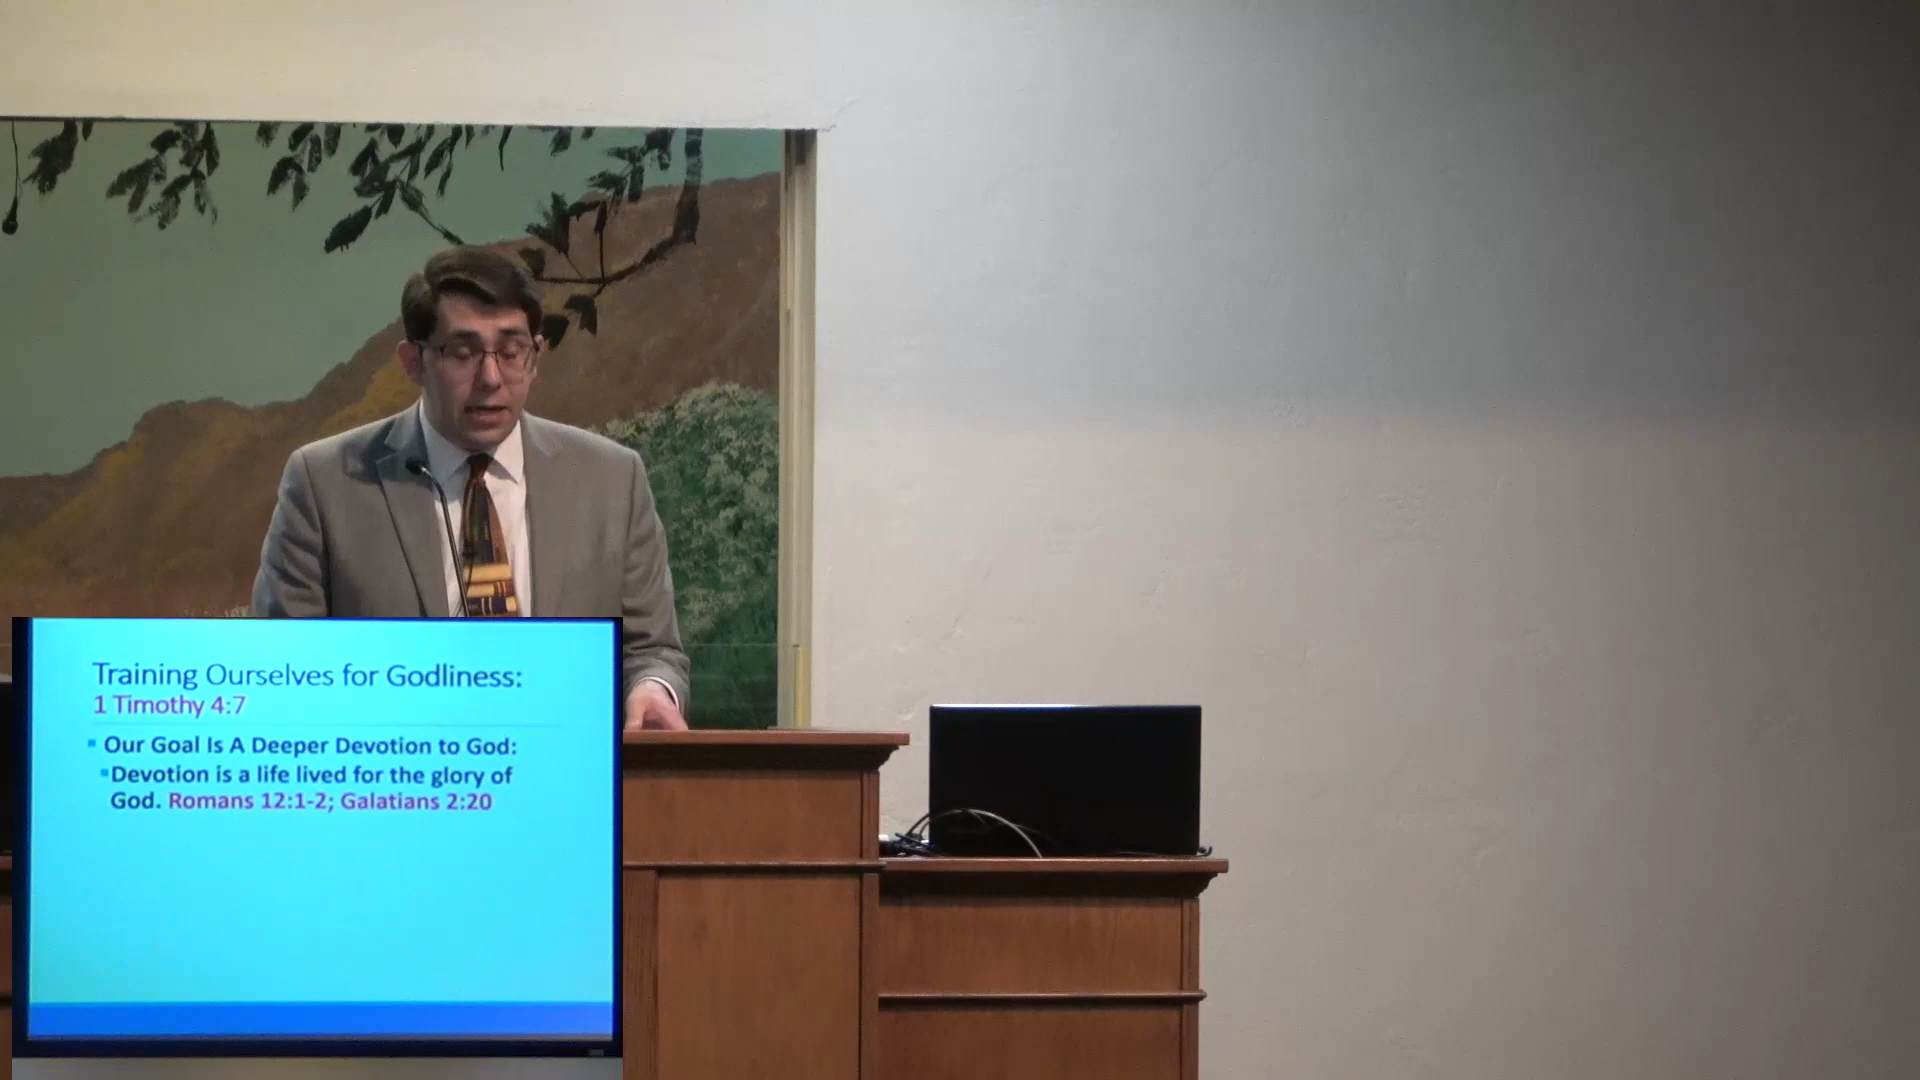 Training Ourselves for Godliness:
1 Timothy 4:7
Our Goal Is A Deeper Devotion to God:
Devotion is a life lived for the glory of
God. Romans 12:1-2; Galatians 2:20